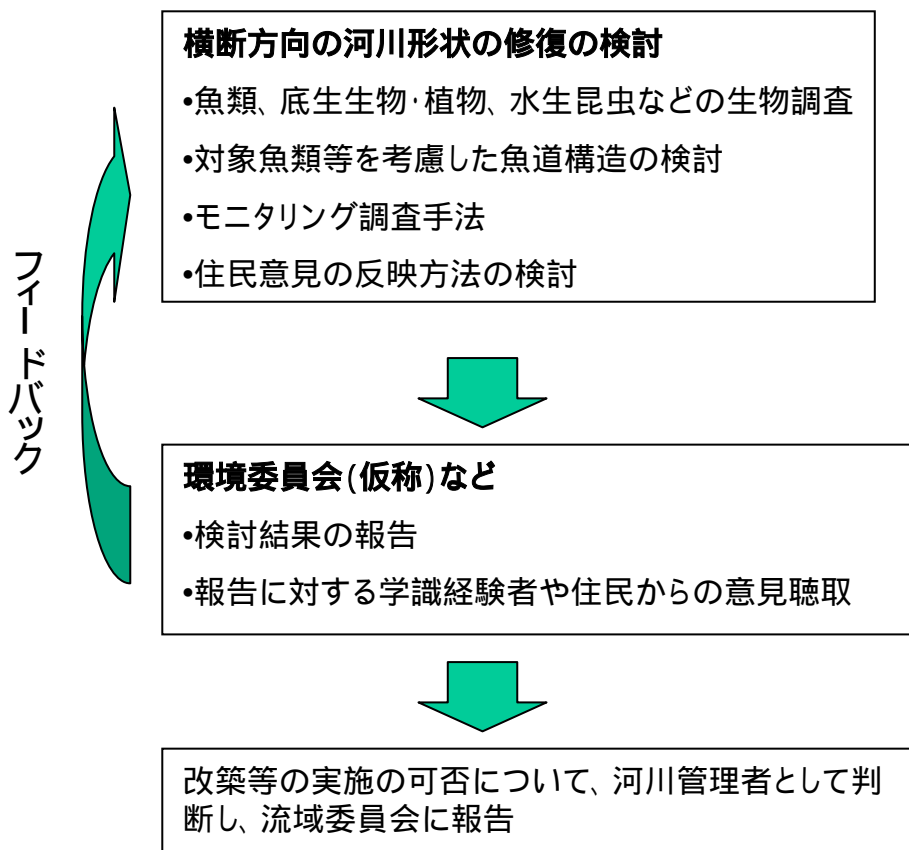 横断方向の河川形状の修復の検討
•魚類、底生生物･植物、水生昆虫などの生物調査
•対象魚類等を考慮した魚道構造の検討
•モニタリング調査手法
•住民意見の反映方法の検討
フィードバック
環境委員会(仮称)など
•検討結果の報告
•報告に対する学識経験者や住民からの意見聴取
改築等の実施の可否について、河川管理者として判
断し、流域委員会に報告